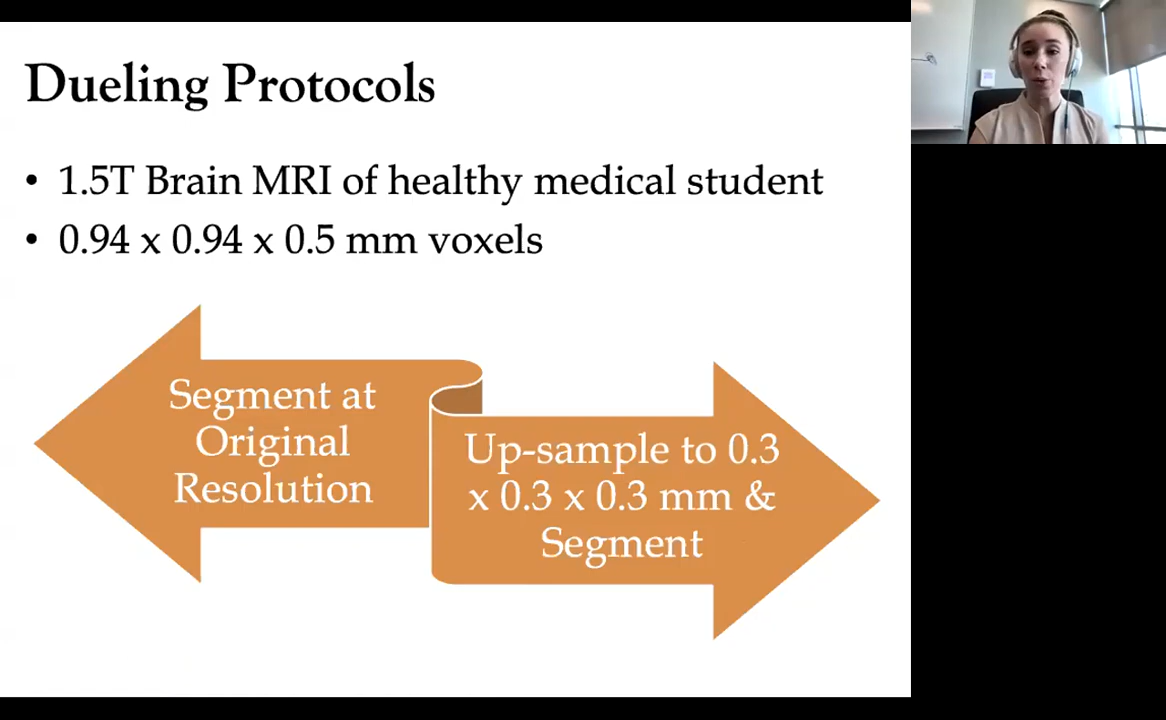 Dueling Protocols
• 1.5T Brain MRI of healthy medical student
• 0.94 x 0.94 x 0.5 mm voxels
Segment at
Original
Resolution
Up-sample to 0.3
x 0.3 x 0.3 mm &
Segment